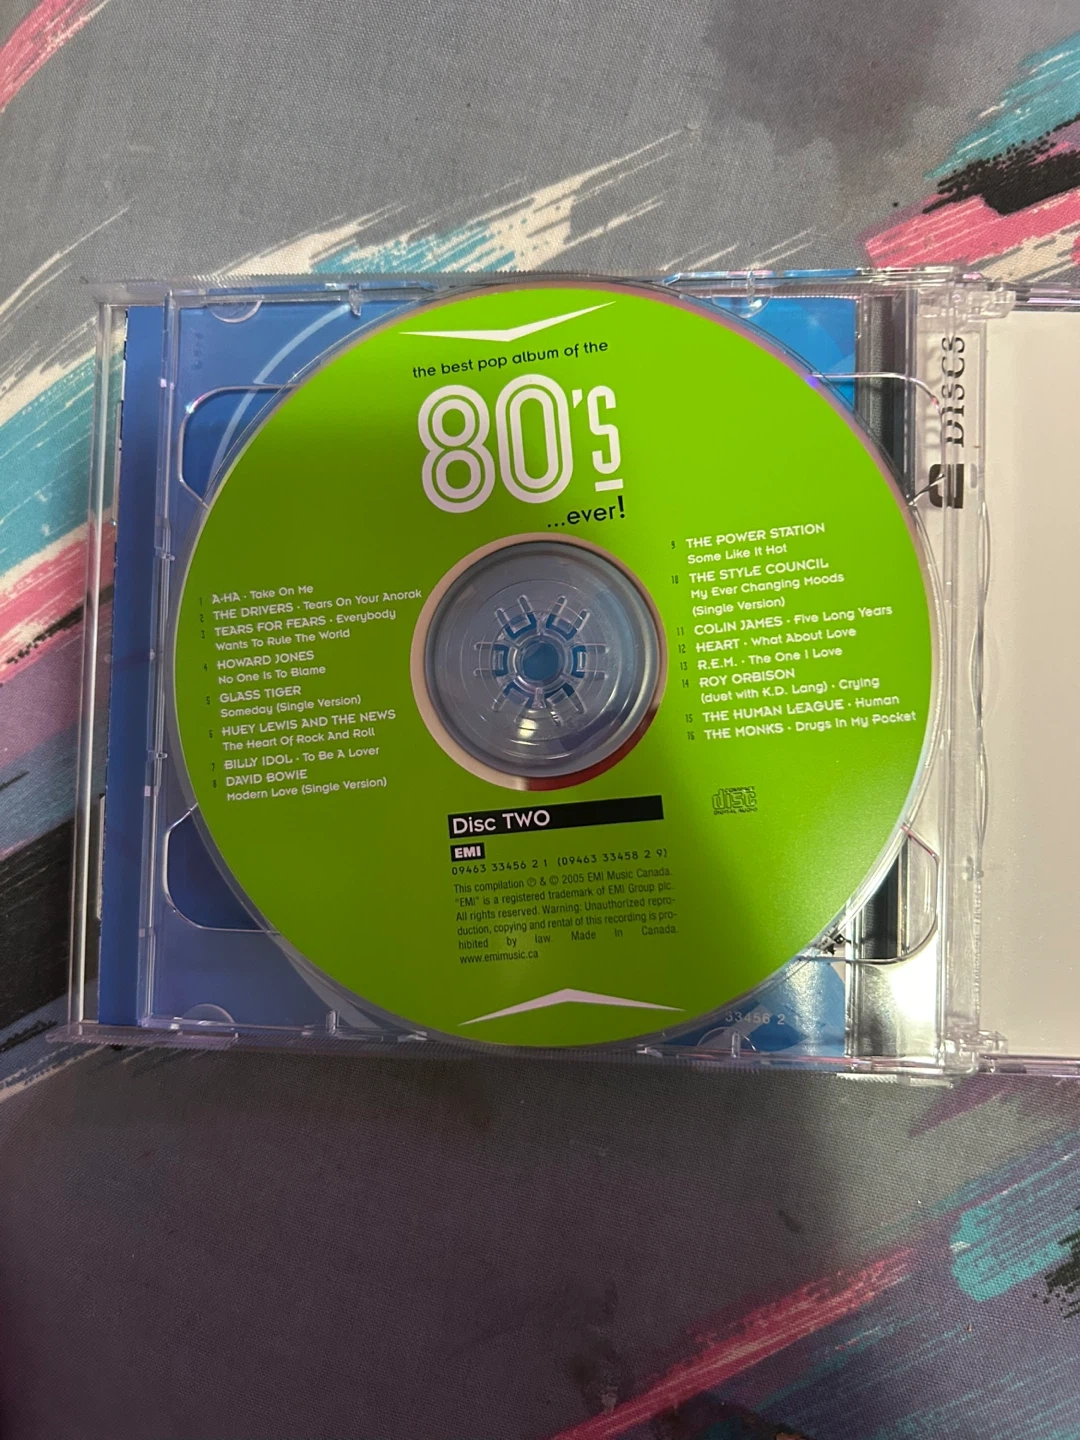 the best pop album of the
80's
...ever!
1 A-HA • Take On Me
2 THE DRIVERS • Tears On Your Anorak
3 TEARS FOR FEARS • Everybody
Wants To Rule The World
4 HOWARD JONES
No One Is To Blame
5 GLASS TIGER
Someday (Single Version)
6 HUEY LEWIS AND THE NEWS
The Heart Of Rock And Roll
7 BILLY IDOL • To Be A Lover
8 DAVID BOWIE
Modern Love (Single Version)
9 THE POWER STATION
Some Like It Hot
10 THE STYLE COUNCIL
My Ever Changing Moods
(Single Version)
11 COLIN JAMES • Five Long Years
12 HEART • What About Love
13 R.E.M. • The One I Love
14 ROY ORBISON
(duet with K.D. Lang) • Crying
15 THE HUMAN LEAGUE • Human
16 THE MONKS • Drugs In My Pocket
COMPACT
disc
DIGITAL AUDIO
Disc TWO
EMI
09463 33456 2 1 (09463 33458 2 9)
This compilation ℗ & © 2005 EMI Music Canada.
"EMI" is a registered trademark of EMI Group plc.
All rights reserved. Warning: Unauthorized repro-
duction, copying and rental of this recording is pro-
hibited by law. Made In Canada.
www.emimusic.ca
2 DISCS
33456 2 1